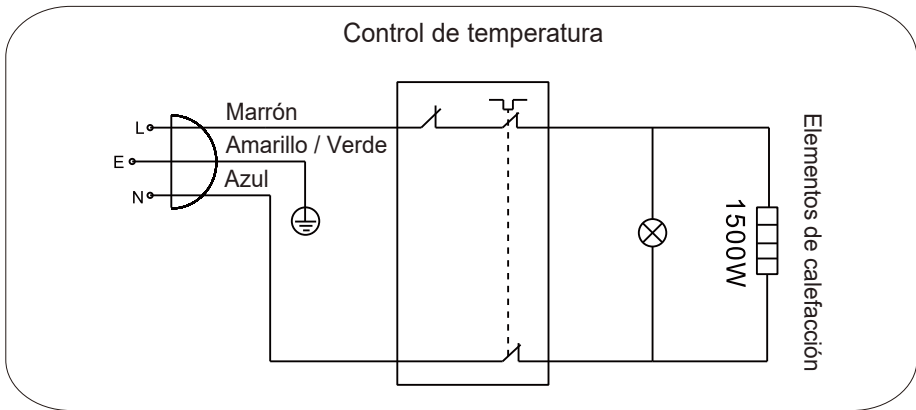 Control de temperatura
L
Marrón
E
Amarillo / Verde
N
Azul
1500W
Elementos de calefacción